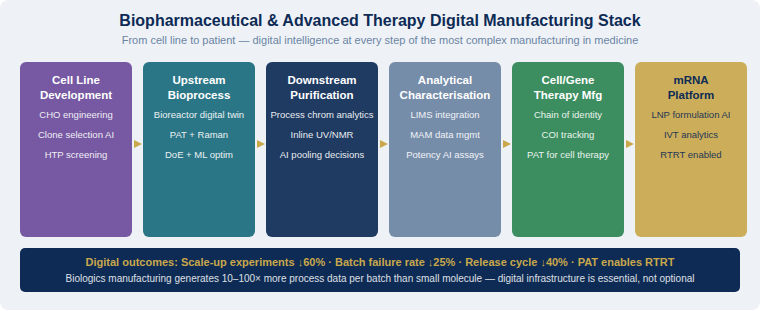 Biopharmaceutical & Advanced Therapy Digital Manufacturing Stack
From cell line to patient — digital intelligence at every step of the most complex manufacturing in medicine
Cell Line
Development
CHO engineering
Clone selection AI
HTP screening
Upstream
Bioprocess
Bioreactor digital twin
PAT + Raman
DoE + ML optim
Downstream
Purification
Process chrom analytics
Inline UV/NMR
AI pooling decisions
Analytical
Characterisation
LIMS integration
MAM data mgmt
Potency AI assays
Cell/Gene
Therapy Mfg
Chain of identity
COI tracking
PAT for cell therapy
mRNA
Platform
LNP formulation AI
IVT analytics
RTRT enabled
Digital outcomes: Scale-up experiments ↓60% · Batch failure rate ↓25% · Release cycle ↓40% · PAT enables RTRT
Biologics manufacturing generates 10–100× more process data per batch than small molecule — digital infrastructure is essential, not optional